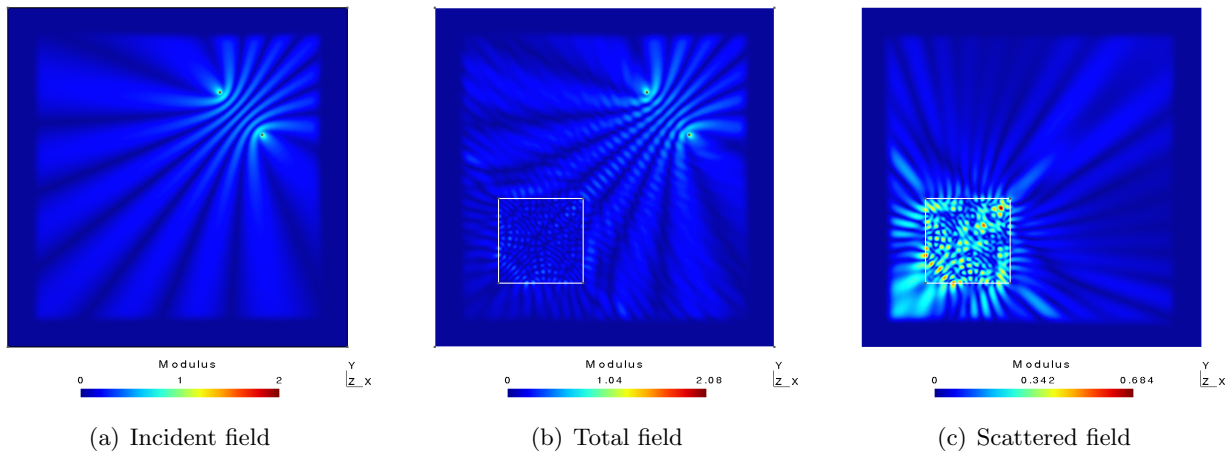 Modulus
0 1 2
Y
Z X
(a) Incident field
Modulus
0 1.04 2.08
Y
Z X
(b) Total field
Modulus
0 0.342 0.684
Y
Z X
(c) Scattered field